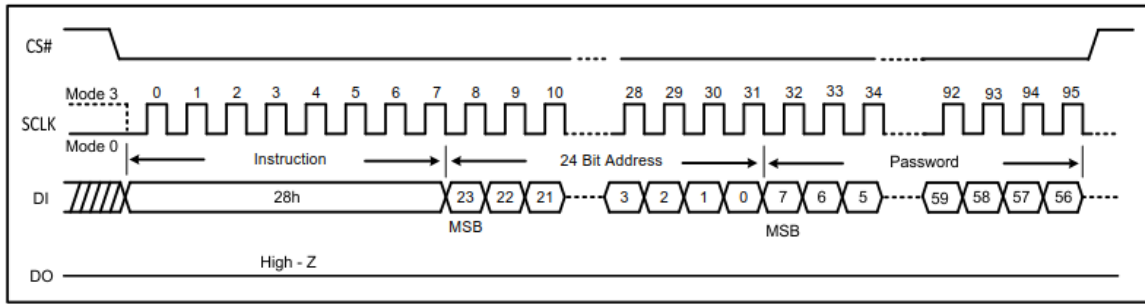 CS#
Mode 3 0 1 2 3 4 5 6 7 8 9 10 28 29 30 31 32 33 34 92 93 94 95
SCLK
Mode 0
Instruction 24 Bit Address Password
DI 28h 23 22 21 3 2 1 0 7 6 5 59 58 57 56
MSB MSB
High - Z
DO